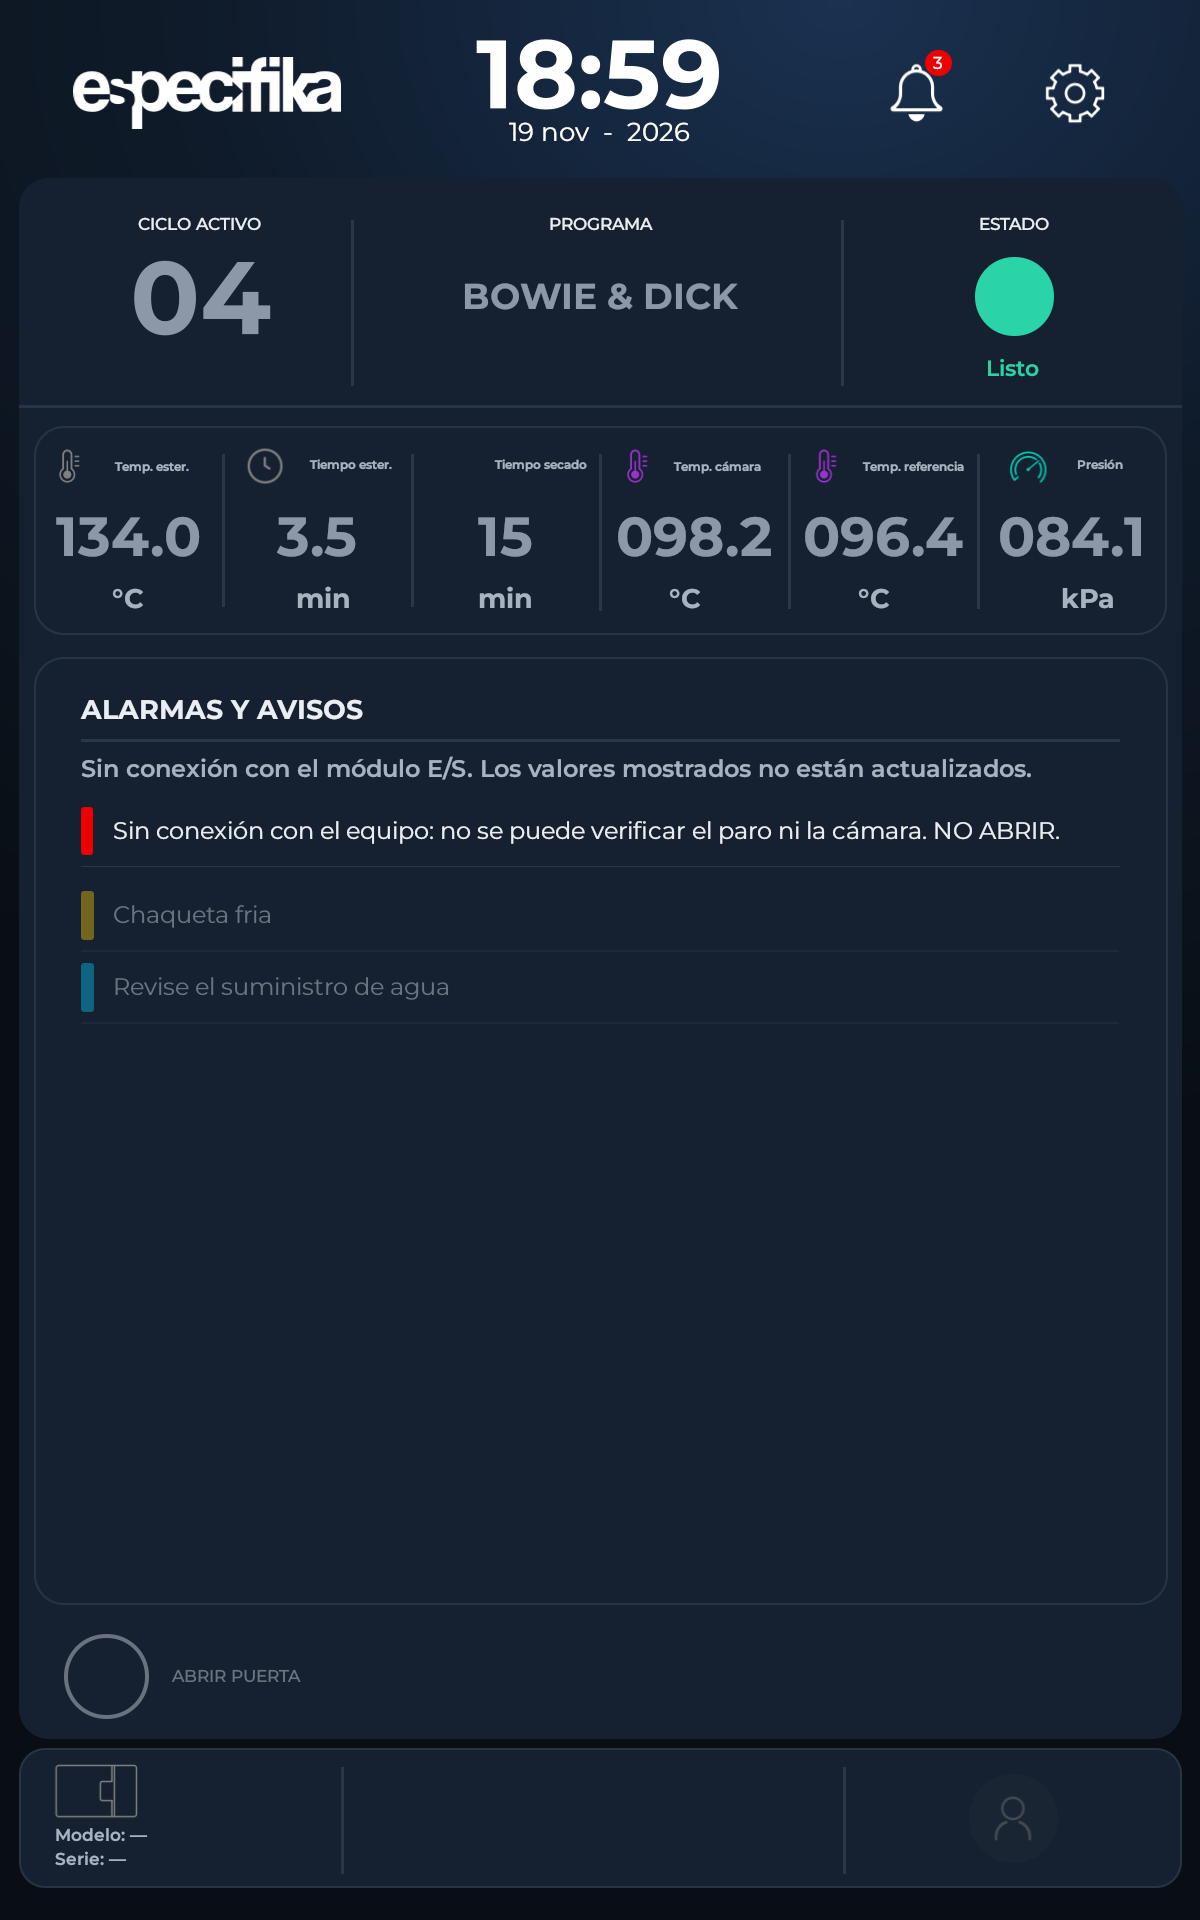 especifika
18:59
19 nov - 2026
3
CICLO ACTIVO
04
PROGRAMA
BOWIE & DICK
ESTADO
Listo
Temp. ester.
134.0
°C
Tiempo ester.
3.5
min
Tiempo secado
15
min
Temp. cámara
098.2
°C
Temp. referencia
096.4
°C
Presión
084.1
kPa
ALARMAS Y AVISOS
Sin conexión con el módulo E/S. Los valores mostrados no están actualizados.
Sin conexión con el equipo: no se puede verificar el paro ni la cámara. NO ABRIR.
Chaqueta fria
Revise el suministro de agua
ABRIR PUERTA
Modelo: —
Serie: —